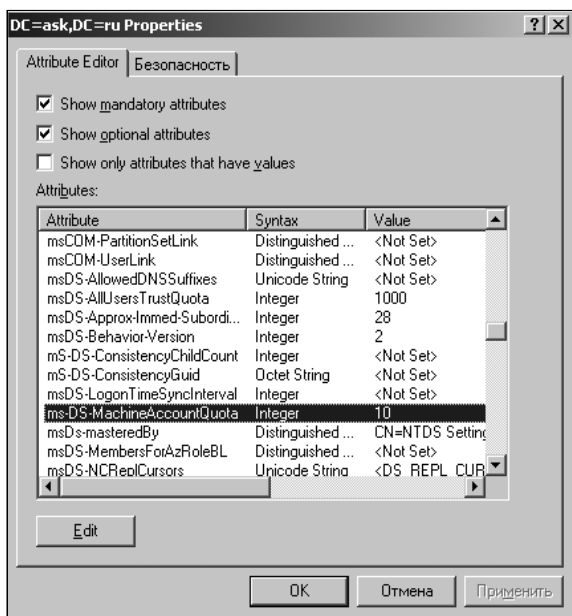 DC=ask,DC=ru Properties
Attribute Editor Безопасность
Show mandatory attributes
Show optional attributes
Show only attributes that have values
Attributes:
Attribute Syntax Value
msCOM-PartitionSetLink Distinguished ... <Not Set>
msCOM-UserLink Distinguished ... <Not Set>
msDS-AllowedDNSSuffixes Unicode String <Not Set>
msDS-AllUsersTrustQuota Integer 1000
msDS-Approx-Immed-Subordi... Integer 28
msDS-Behavior-Version Integer 2
mS-DS-ConsistencyChildCount Integer <Not Set>
mS-DS-ConsistencyGuid Octet String <Not Set>
msDS-LogonTimeSyncInterval Integer <Not Set>
ms-DS-MachineAccountQuota Integer 10
msDs-masteredBy Distinguished ... CN=NTDS Setting
msDS-MembersForAzRoleBL Distinguished ... <Not Set>
msDS-NCReplCursors Unicode String <DS_REPL_CUR
Edit
OK Отмена Применить